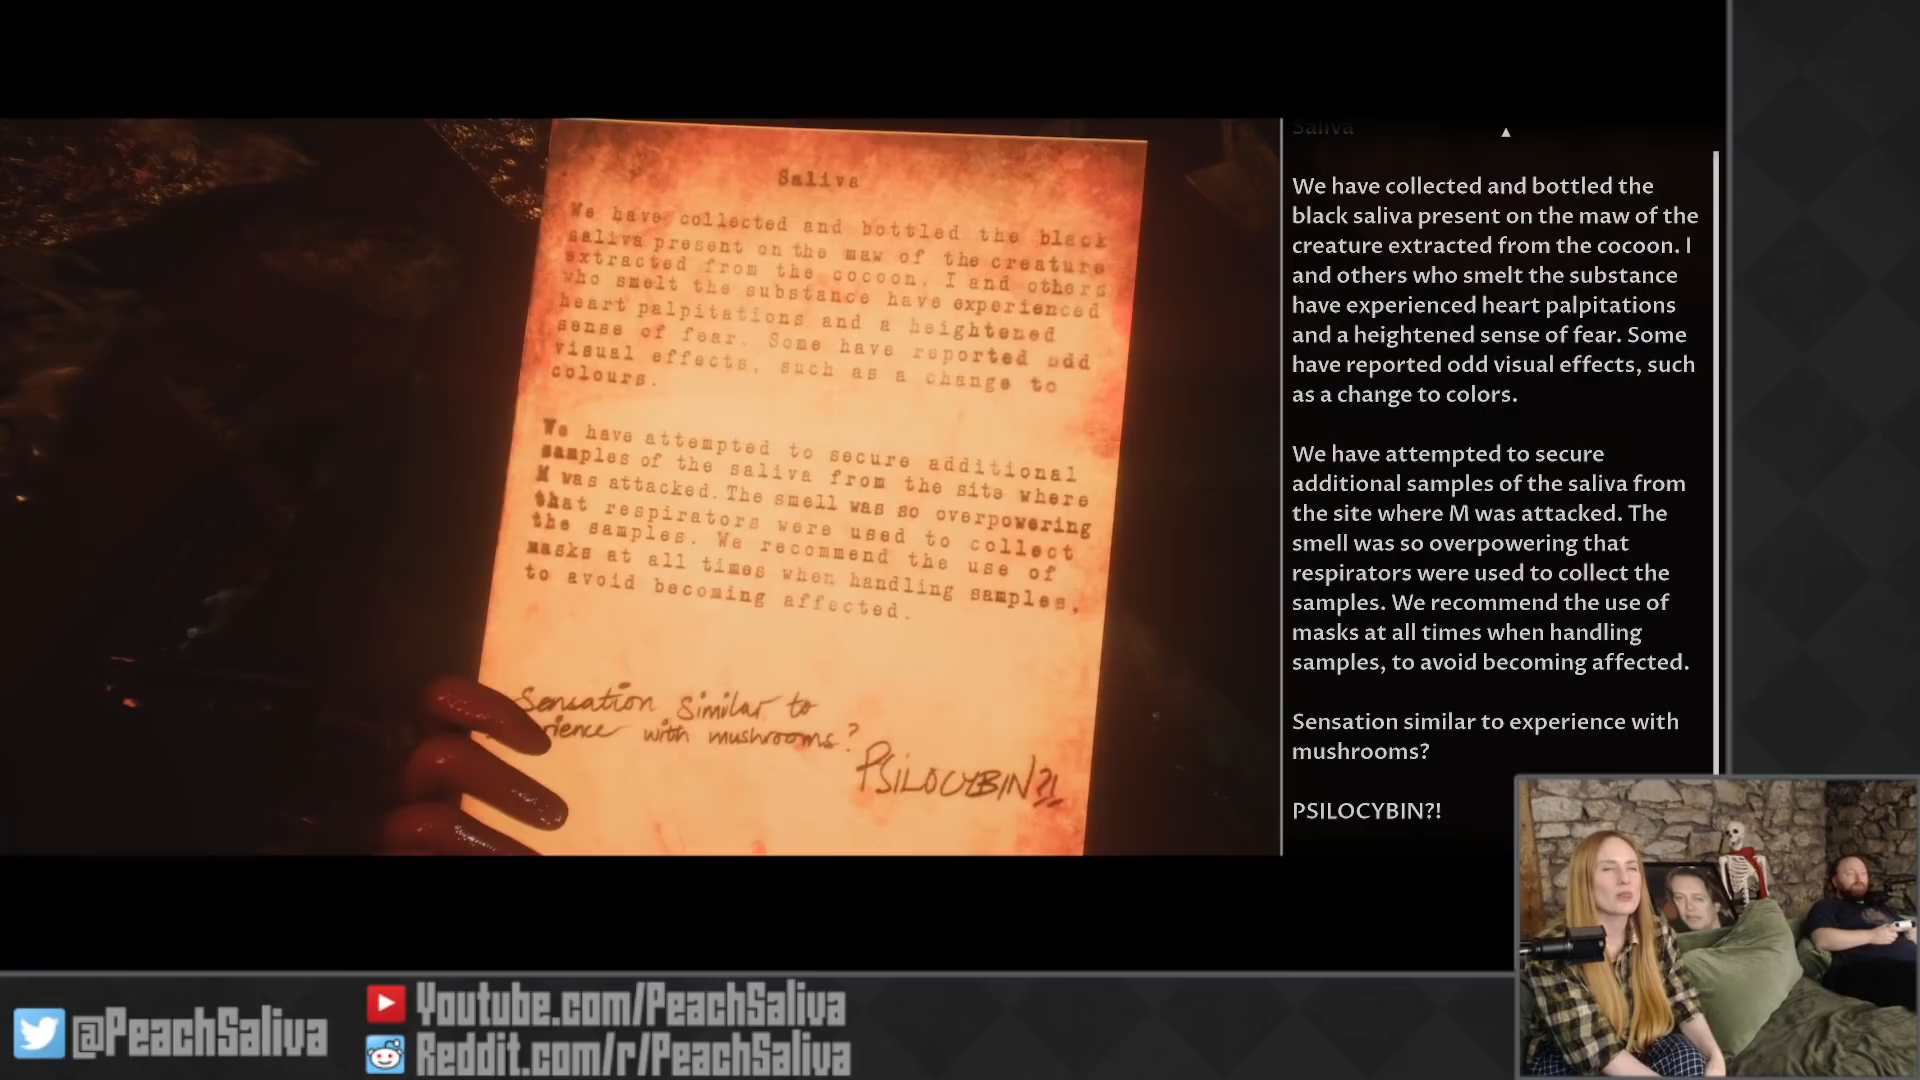 Saliva
We have collected and bottled the black
saliva present on the maw of the creature
extracted from the cocoon. I and others
who smelt the substance have experienced
heart palpitations and a heightened
sense of fear. Some have reported odd
visual effects, such as a change to
colours.
We have attempted to secure additional
samples of the saliva from the site where
M was attacked. The smell was so overpowering
that respirators were used to collect
the samples. We recommend the use of
masks at all times when handling samples,
to avoid becoming affected.
Sensation similar to
rience with mushrooms?
PSILOCYBIN?!
Saliva
We have collected and bottled the
black saliva present on the maw of the
creature extracted from the cocoon. I
and others who smelt the substance
have experienced heart palpitations
and a heightened sense of fear. Some
have reported odd visual effects, such
as a change to colors.
We have attempted to secure
additional samples of the saliva from
the site where M was attacked. The
smell was so overpowering that
respirators were used to collect the
samples. We recommend the use of
masks at all times when handling
samples, to avoid becoming affected.
Sensation similar to experience with
mushrooms?
PSILOCYBIN?!
@PeachSaliva
Youtube.com/PeachSaliva
Reddit.com/r/PeachSaliva